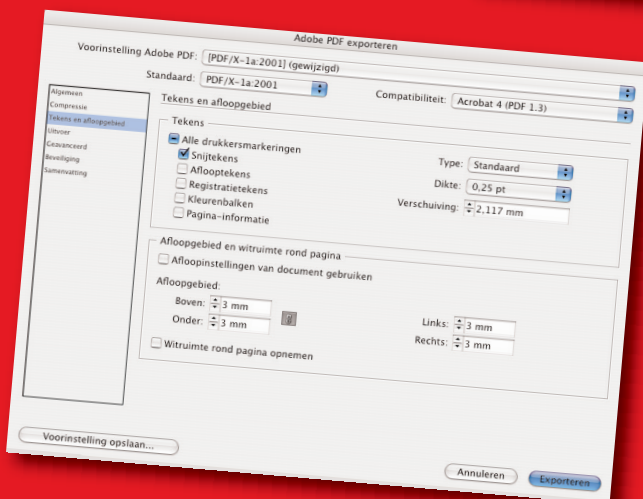 Adobe PDF exporteren
Voorinstelling Adobe PDF: [PDF/X-1a:2001] (gewijzigd)
Standaard: PDF/X-1a:2001 Compatibiliteit: Acrobat 4 (PDF 1.3)
Algemeen
Compressie
Tekens en afloopgebied
Uitvoer
Geavanceerd
Beveiliging
Samenvatting
Tekens en afloopgebied
Tekens
Alle drukkersmarkeringen
Snijtekens
Aflooptekens
Registratietekens
Kleurenbalken
Pagina-informatie
Type: Standaard
Dikte: 0,25 pt
Verschuiving: 2,117 mm
Afloopgebied en witruimte rond pagina
Afloopinstellingen van document gebruiken
Afloopgebied:
Boven: 3 mm
Onder: 3 mm
Links: 3 mm
Rechts: 3 mm
Witruimte rond pagina opnemen
Voorinstelling opslaan...
Annuleren
Exporteren